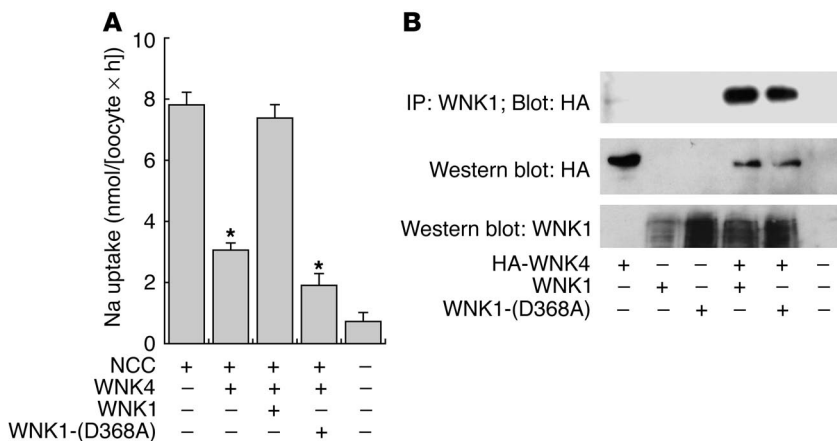 A
Na uptake (nmol/[oocyte × h])
10
8
6
4
2
0
*
*
NCC + + + + –
WNK4 – + + + –
WNK1 – – + – –
WNK1-(D368A) – – – + –
B
IP: WNK1; Blot: HA
Western blot: HA
Western blot: WNK1
HA-WNK4 + – – + + –
WNK1 – + – + – –
WNK1-(D368A) – – + – + –